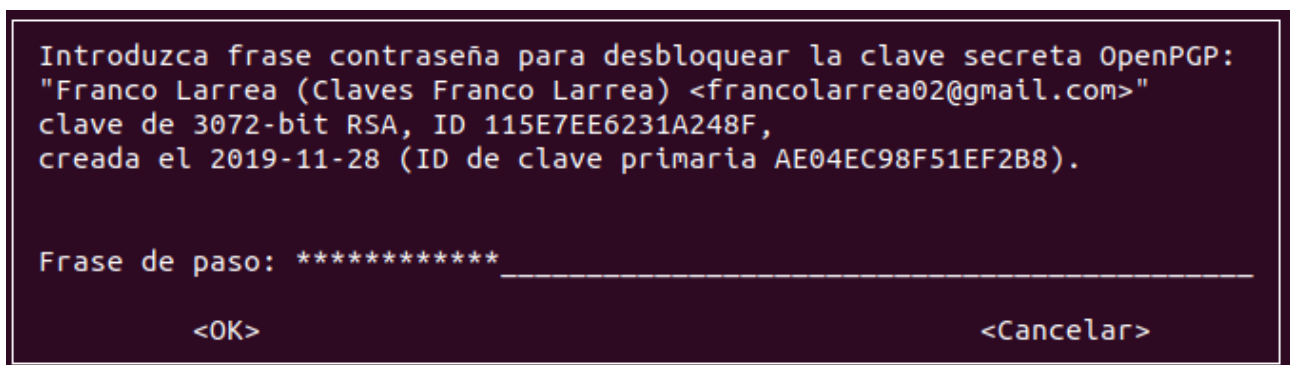 Introduzca frase contraseña para desbloquear la clave secreta OpenPGP:
"Franco Larrea (Claves Franco Larrea) <francolarrea02@gmail.com>"
clave de 3072-bit RSA, ID 115E7EE6231A248F,
creada el 2019-11-28 (ID de clave primaria AE04EC98F51EF2B8).
Frase de paso: ************____________________________________________
<OK> <Cancelar>